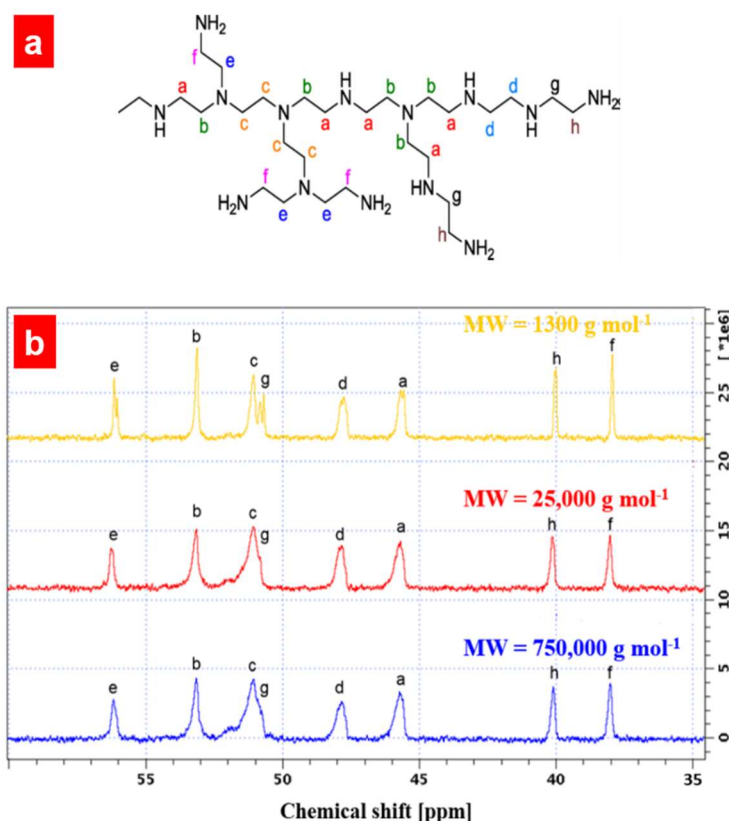 a
NH₂
f e
a c c b H b b H d g
N N N N N N NH₂
N H b c c a a a d N H h
c c b a
f f HN g
H₂N N NH₂
e e h NH₂
b
MW = 1300 g mol⁻¹
[*1e6]
e b c g d a h f
25
20
MW = 25,000 g mol⁻¹
e b c g d a h f
15
10
MW = 750,000 g mol⁻¹
e b c g d a h f
5
0
55 50 45 40 35
Chemical shift [ppm]